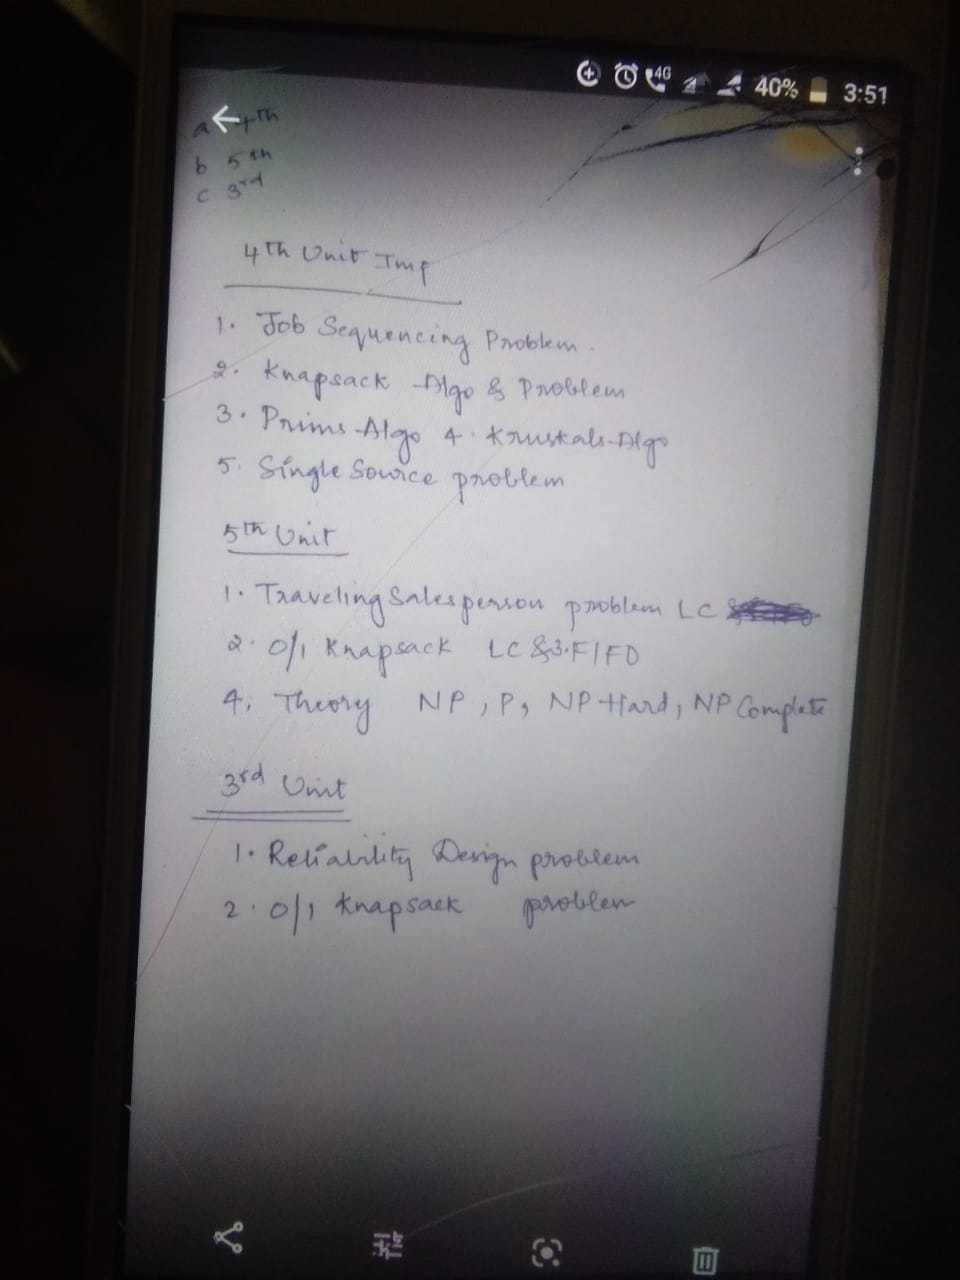 4G 40% 3:51
a 4th
b 5th
c 3rd
4th Unit Imp
1. Job Sequencing Problem.
2. Knapsack Algo & Problem
3. Prims Algo 4. Kruskals Algo
5. Single Source problem
5th Unit
1. Traveling Sales person problem LC
2. 0/1 Knapsack LC &3. FIFO
4. Theory NP, P, NP Hard, NP Complete
3rd Unit
1. Reliability Design problem
2. 0/1 Knapsack problem